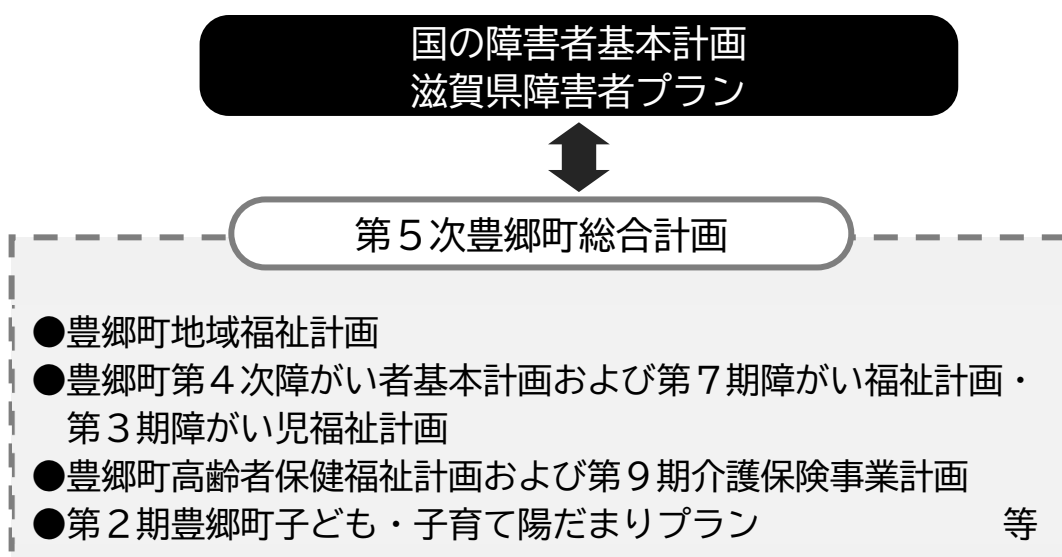 国の障害者基本計画
滋賀県障害者プラン
第５次豊郷町総合計画
●豊郷町地域福祉計画
●豊郷町第４次障がい者基本計画および第７期障がい福祉計画・
第３期障がい児福祉計画
●豊郷町高齢者保健福祉計画および第９期介護保険事業計画
●第２期豊郷町子ども・子育て陽だまりプラン　等